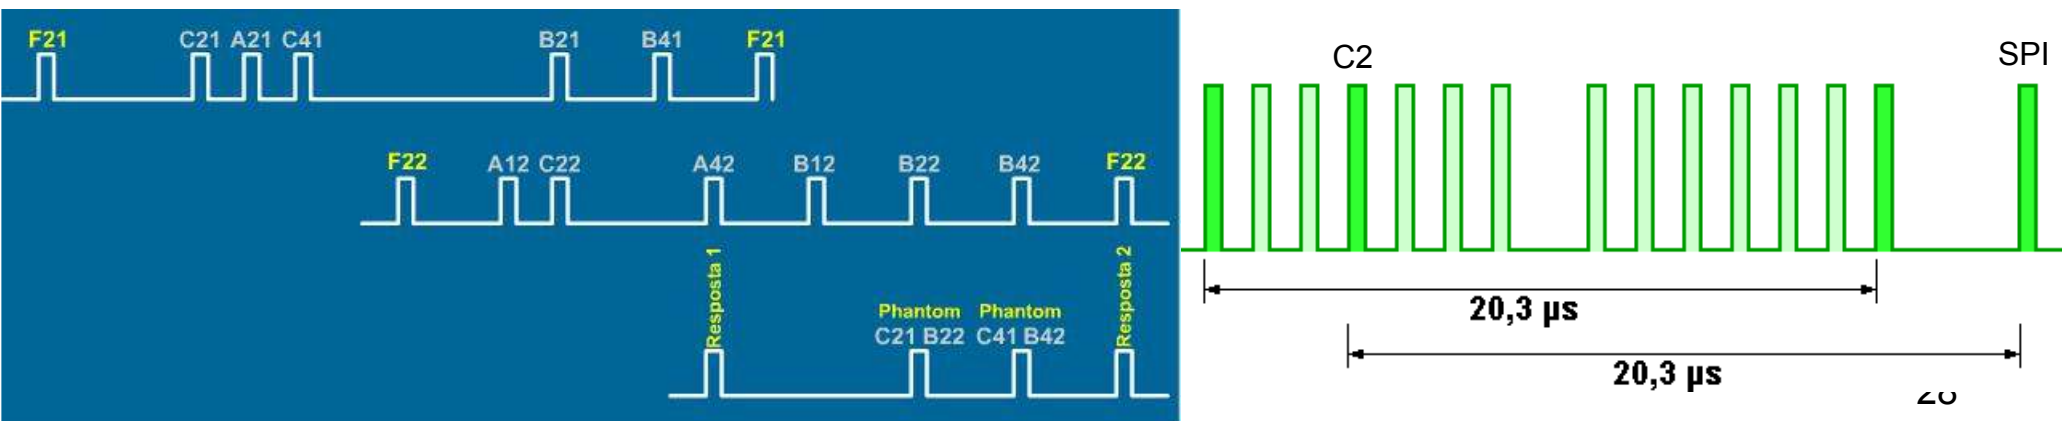 F21 C21 A21 C41 B21 B41 F21
F22 A12 C22 A42 B12 B22 B42 F22
Resposta 1
Phantom Phantom
C21 B22 C41 B42
Resposta 2
C2 SPI
20,3 µs
20,3 µs